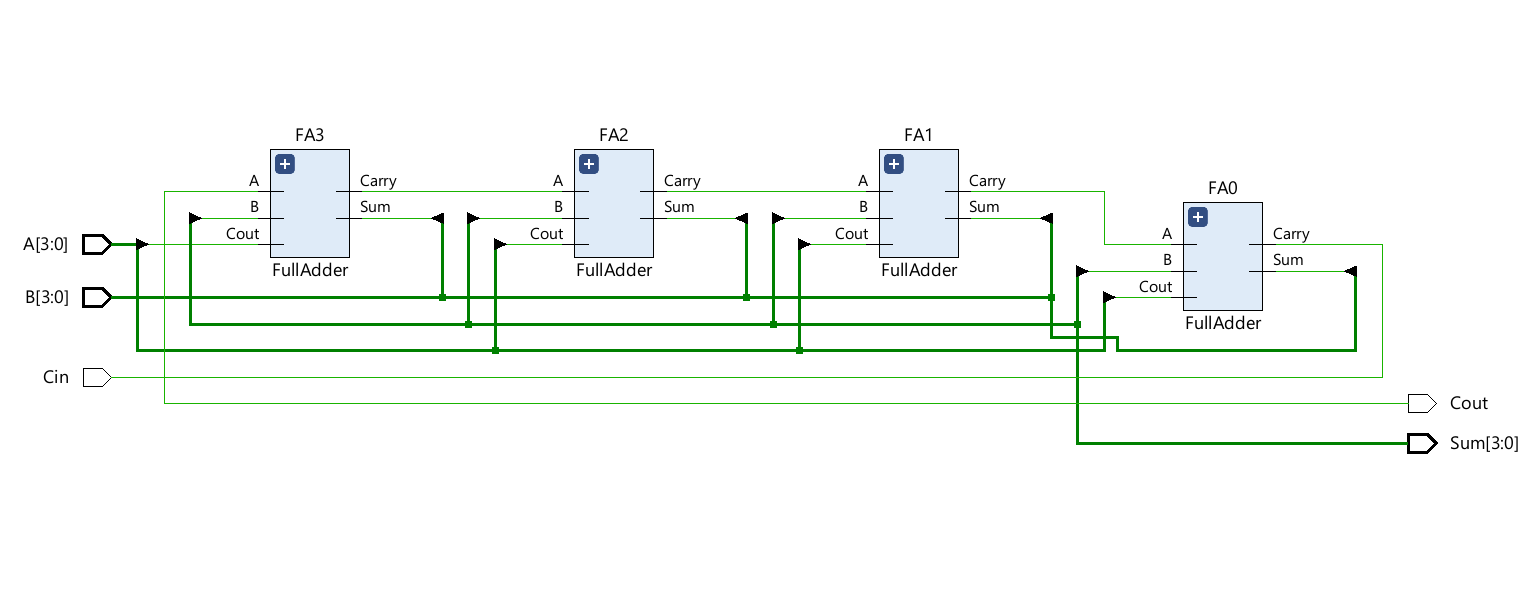 FA3
A
B
Cout
Carry
Sum
FullAdder
FA2
A
B
Cout
Carry
Sum
FullAdder
FA1
A
B
Cout
Carry
Sum
FullAdder
FA0
A
B
Cout
Carry
Sum
FullAdder
A[3:0]
B[3:0]
Cin
Cout
Sum[3:0]